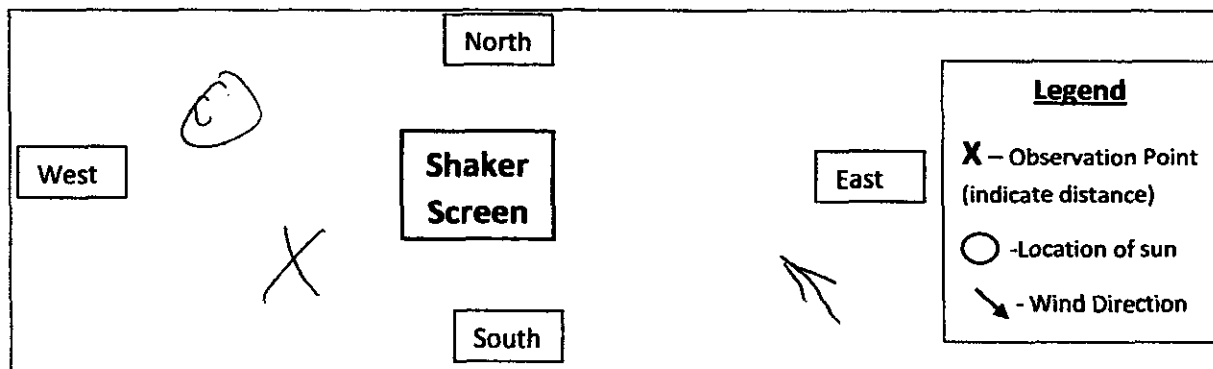 North
Legend
X – Observation Point
(indicate distance)
West
Shaker
Screen
East
-Location of sun
- Wind Direction
South
X